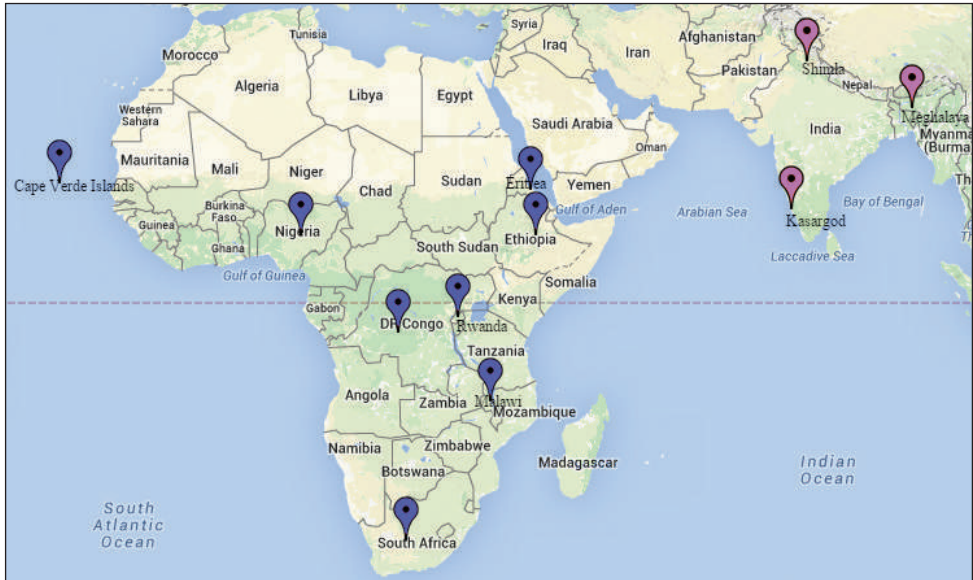 Syria
Afghanistan
Tunisia
Iraq
Iran
Morocco
Shimla
Pakistan
Algeria
Libya
Egypt
Nepal
Western
Sahara
Meghalaya
Saudi Arabia
India
Myanma
(Burma
Oman
Mauritania
Mali
Niger
Th
Cape Verde Islands
Chad
Sudan
Eritrea
Yemen
Burkina
Faso
Gulf of Aden
Arabian Sea
Bay of Bengal
Guinea
Nigeria
Ethiopia
Kasargod
Ghana
South Sudan
Laccadive Sea
Gulf of Guinea
Somalia
Gabon
Kenya
DR Congo
Rwanda
Tanzania
Angola
Zambia
Malawi
Mozambique
Namibia
Zimbabwe
Madagascar
Indian
Ocean
Botswana
South
Atlantic
Ocean
South Africa